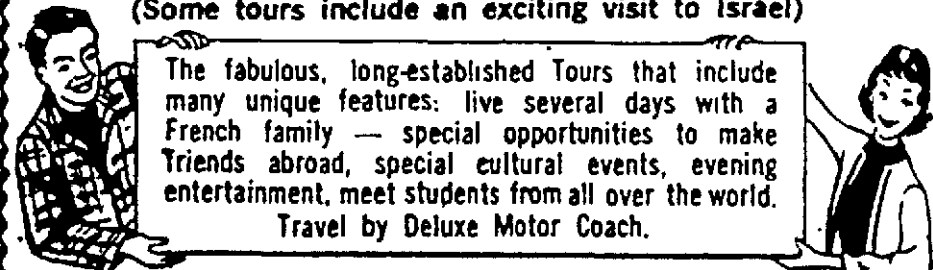 (Some tours include an exciting visit to Israel)
The fabulous, long-established Tours that include
many unique features: live several days with a
French family — special opportunities to make
friends abroad, special cultural events, evening
entertainment, meet students from all over the world.
Travel by Deluxe Motor Coach.